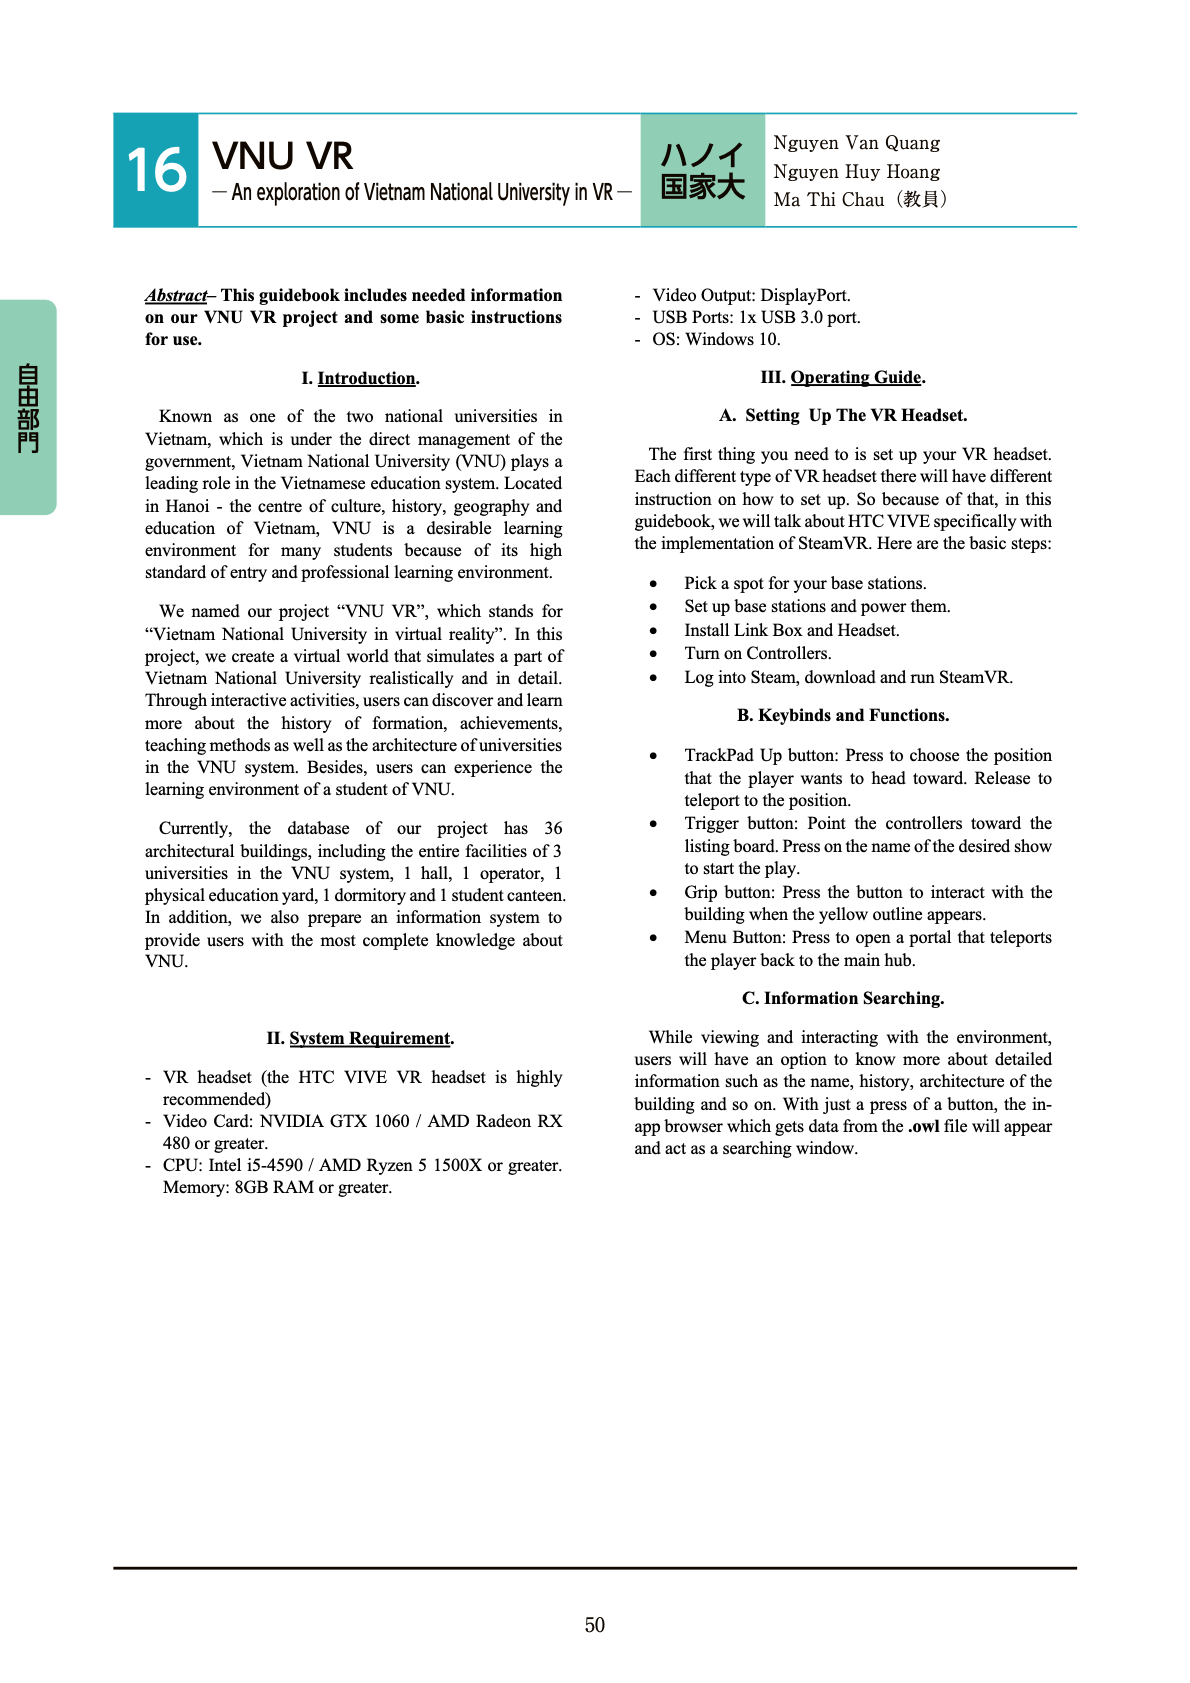 16
VNU VR
― An exploration of Vietnam National University in VR ―
ハノイ
国家大
Nguyen Van Quang
Nguyen Huy Hoang
Ma Thi Chau（教員）
自由部門
Abstract– This guidebook includes needed information
on our VNU VR project and some basic instructions
for use.
I. Introduction.
Known as one of the two national universities in
Vietnam, which is under the direct management of the
government, Vietnam National University (VNU) plays a
leading role in the Vietnamese education system. Located
in Hanoi - the centre of culture, history, geography and
education of Vietnam, VNU is a desirable learning
environment for many students because of its high
standard of entry and professional learning environment.
We named our project “VNU VR”, which stands for
“Vietnam National University in virtual reality”. In this
project, we create a virtual world that simulates a part of
Vietnam National University realistically and in detail.
Through interactive activities, users can discover and learn
more about the history of formation, achievements,
teaching methods as well as the architecture of universities
in the VNU system. Besides, users can experience the
learning environment of a student of VNU.
Currently, the database of our project has 36
architectural buildings, including the entire facilities of 3
universities in the VNU system, 1 hall, 1 operator, 1
physical education yard, 1 dormitory and 1 student canteen.
In addition, we also prepare an information system to
provide users with the most complete knowledge about
VNU.
II. System Requirement.
- VR headset (the HTC VIVE VR headset is highly
recommended)
- Video Card: NVIDIA GTX 1060 / AMD Radeon RX
480 or greater.
- CPU: Intel i5-4590 / AMD Ryzen 5 1500X or greater.
Memory: 8GB RAM or greater.
- Video Output: DisplayPort.
- USB Ports: 1x USB 3.0 port.
- OS: Windows 10.
III. Operating Guide.
A. Setting Up The VR Headset.
The first thing you need to is set up your VR headset.
Each different type of VR headset there will have different
instruction on how to set up. So because of that, in this
guidebook, we will talk about HTC VIVE specifically with
the implementation of SteamVR. Here are the basic steps:
• Pick a spot for your base stations.
• Set up base stations and power them.
• Install Link Box and Headset.
• Turn on Controllers.
• Log into Steam, download and run SteamVR.
B. Keybinds and Functions.
• TrackPad Up button: Press to choose the position
that the player wants to head toward. Release to
teleport to the position.
• Trigger button: Point the controllers toward the
listing board. Press on the name of the desired show
to start the play.
• Grip button: Press the button to interact with the
building when the yellow outline appears.
• Menu Button: Press to open a portal that teleports
the player back to the main hub.
C. Information Searching.
While viewing and interacting with the environment,
users will have an option to know more about detailed
information such as the name, history, architecture of the
building and so on. With just a press of a button, the in-
app browser which gets data from the .owl file will appear
and act as a searching window.
50